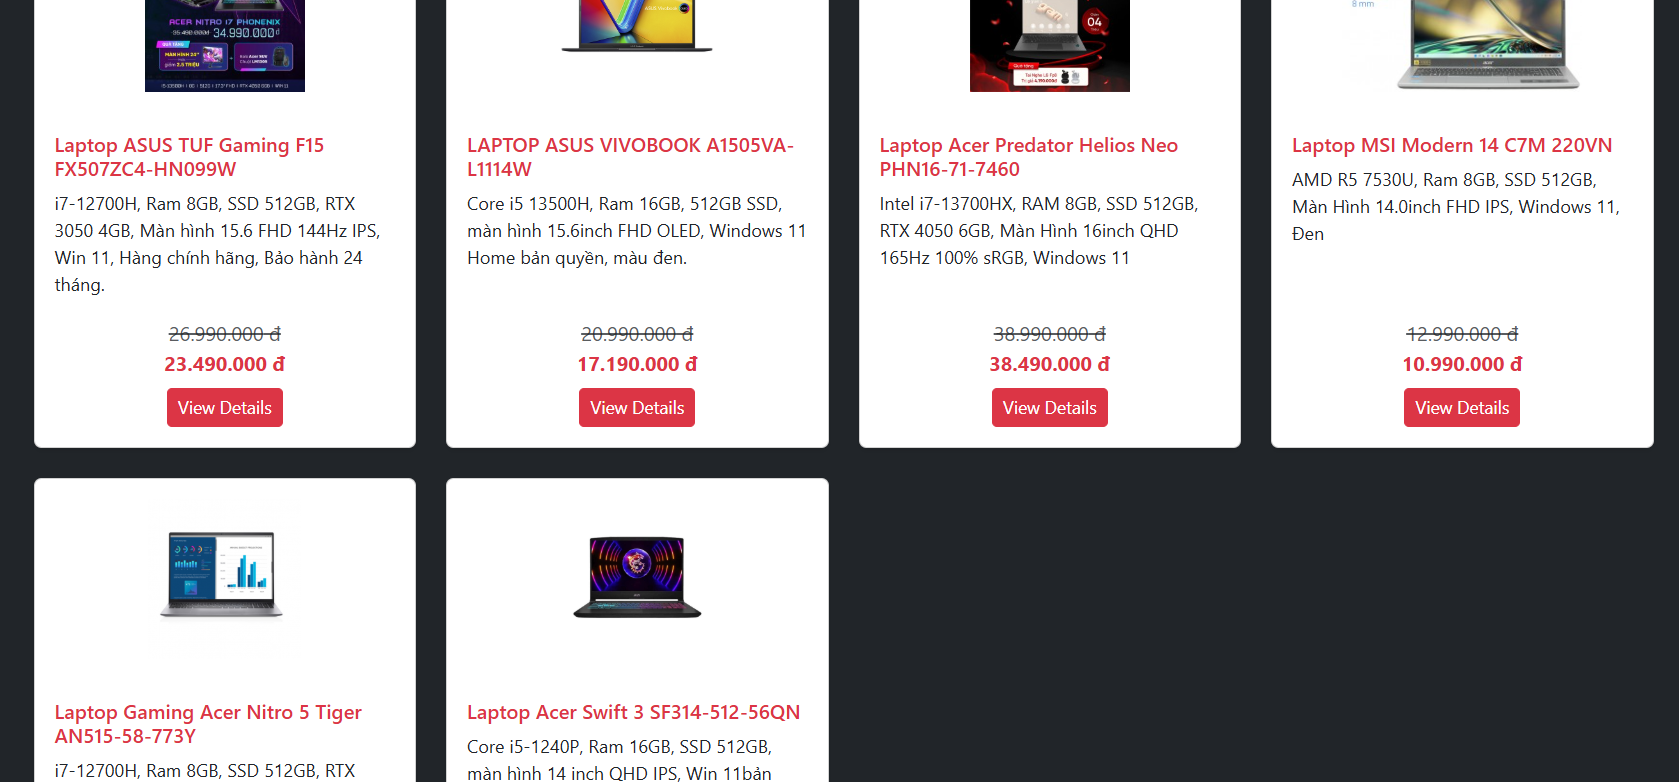 ACER NITRO I7 PHONENIX
34.990.000đ
8 mm
04
Laptop ASUS TUF Gaming F15
FX507ZC4-HN099W
i7-12700H, Ram 8GB, SSD 512GB, RTX
3050 4GB, Màn hình 15.6 FHD 144Hz IPS,
Win 11, Hàng chính hãng, Bảo hành 24
tháng.
26.990.000 đ
23.490.000 đ
View Details
LAPTOP ASUS VIVOBOOK A1505VA-
L1114W
Core i5 13500H, Ram 16GB, 512GB SSD,
màn hình 15.6inch FHD OLED, Windows 11
Home bản quyền, màu đen.
20.990.000 đ
17.190.000 đ
View Details
Laptop Acer Predator Helios Neo
PHN16-71-7460
Intel i7-13700HX, RAM 8GB, SSD 512GB,
RTX 4050 6GB, Màn Hình 16inch QHD
165Hz 100% sRGB, Windows 11
38.990.000 đ
38.490.000 đ
View Details
Laptop MSI Modern 14 C7M 220VN
AMD R5 7530U, Ram 8GB, SSD 512GB,
Màn Hình 14.0inch FHD IPS, Windows 11,
Đen
12.990.000 đ
10.990.000 đ
View Details
Laptop Gaming Acer Nitro 5 Tiger
AN515-58-773Y
i7-12700H, Ram 8GB, SSD 512GB, RTX
Laptop Acer Swift 3 SF314-512-56QN
Core i5-1240P, Ram 16GB, SSD 512GB,
màn hình 14 inch QHD IPS, Win 11bản